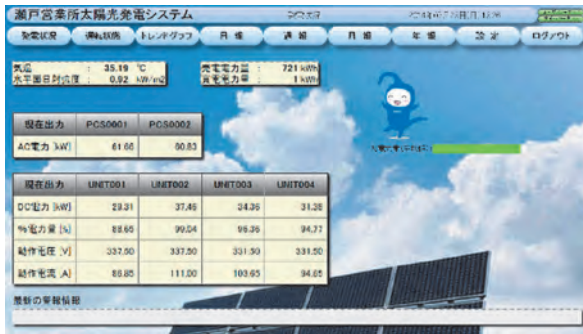 瀬戸営業所太陽光発電システム
発電状況 運転状態 トレンドグラフ 日報 週報 月報 年報 設定 ログアウト
気温 : 35.19 ℃
水平面日射強度 : 0.92 kW/m2
売電電力量 : 721 kWh
買電電力量 : 1 kWh
現在出力 PCS0001 PCS0002
AC電力 [kW] 61.66 60.83
現在出力 UNIT001 UNIT002 UNIT003 UNIT004
DC電力 [kW] 29.31 37.46 34.36 31.38
%電力量 [%] 88.65 99.04 96.36 94.77
動作電圧 [V] 337.50 337.50 331.50 331.50
動作電流 [A] 86.85 111.00 103.65 94.65
最新の警報情報